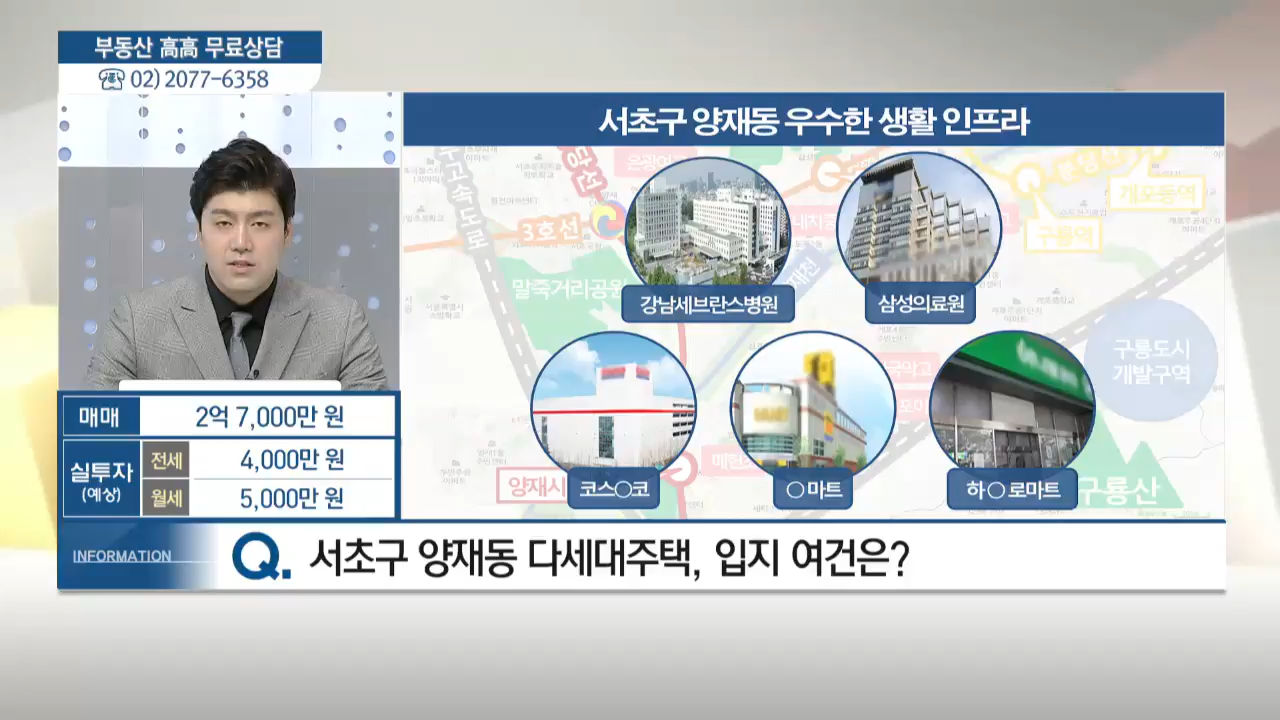 부동산 高高 무료상담
☏ 02) 2077-6358
서초구 양재동 우수한 생활 인프라
3호선
구룡역
개포동역
말죽거리공원
강남세브란스병원
삼성의료원
구룡도시
개발구역
매매 2억 7,000만 원
실투자
(예상)
전세 4,000만 원
월세 5,000만 원
양재시
코스○코
○마트
하○로마트
구룡산
INFORMATION
Q. 서초구 양재동 다세대주택, 입지 여건은?